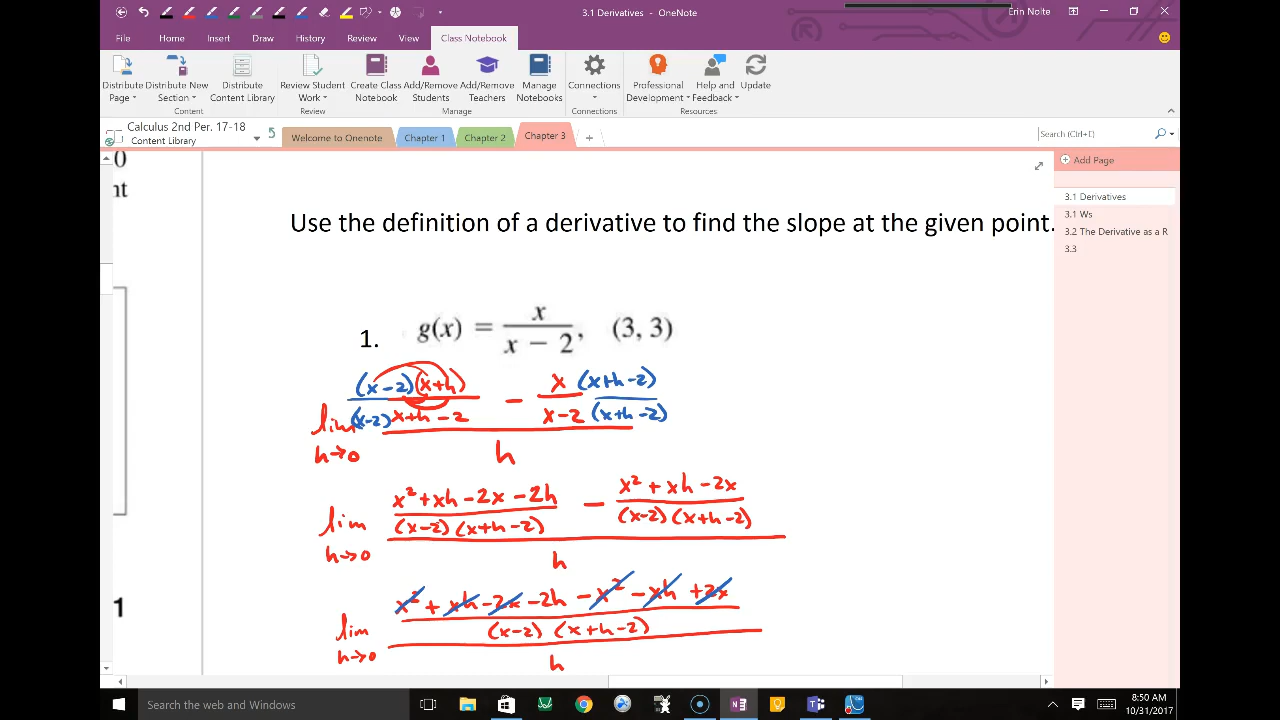 3.1 Derivatives - OneNote
Erin Nolte
File Home Insert Draw History Review View Class Notebook
Distribute Page Distribute New Section Distribute Content Library Review Student Work Create Class Notebook Add/Remove Students Add/Remove Teachers Manage Notebooks Connections Professional Development Help and Feedback Update
Content Review Manage Connections Resources
Calculus 2nd Per. 17-18
Content Library
Welcome to Onenote Chapter 1 Chapter 2 Chapter 3 +
Search (Ctrl+E)
Add Page
3.1 Derivatives
3.1 Ws
3.2 The Derivative as a R
3.3
0
nt
1
Use the definition of a derivative to find the slope at the given point.
1. g(x) = x / (x − 2), (3, 3)
(x-2)(x+h) / (x-2) x+h-2 - x (x+h-2) / x-2 (x+h-2)
lim h→0
h
x² + xh - 2x - 2h / (x-2)(x+h-2) - x² + xh - 2x / (x-2)(x+h-2)
lim h→0
h
x² + xh - 2x - 2h - x² - xh + 2x
(x-2)(x+h-2)
lim h→0
h
Search the web and Windows
8:50 AM
10/31/2017